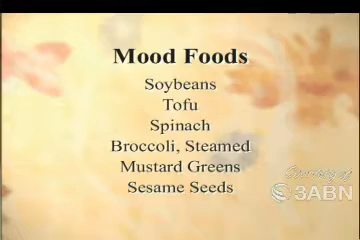 Mood Foods
Soybeans
Tofu
Spinach
Broccoli, Steamed
Mustard Greens
Sesame Seeds
3ABN